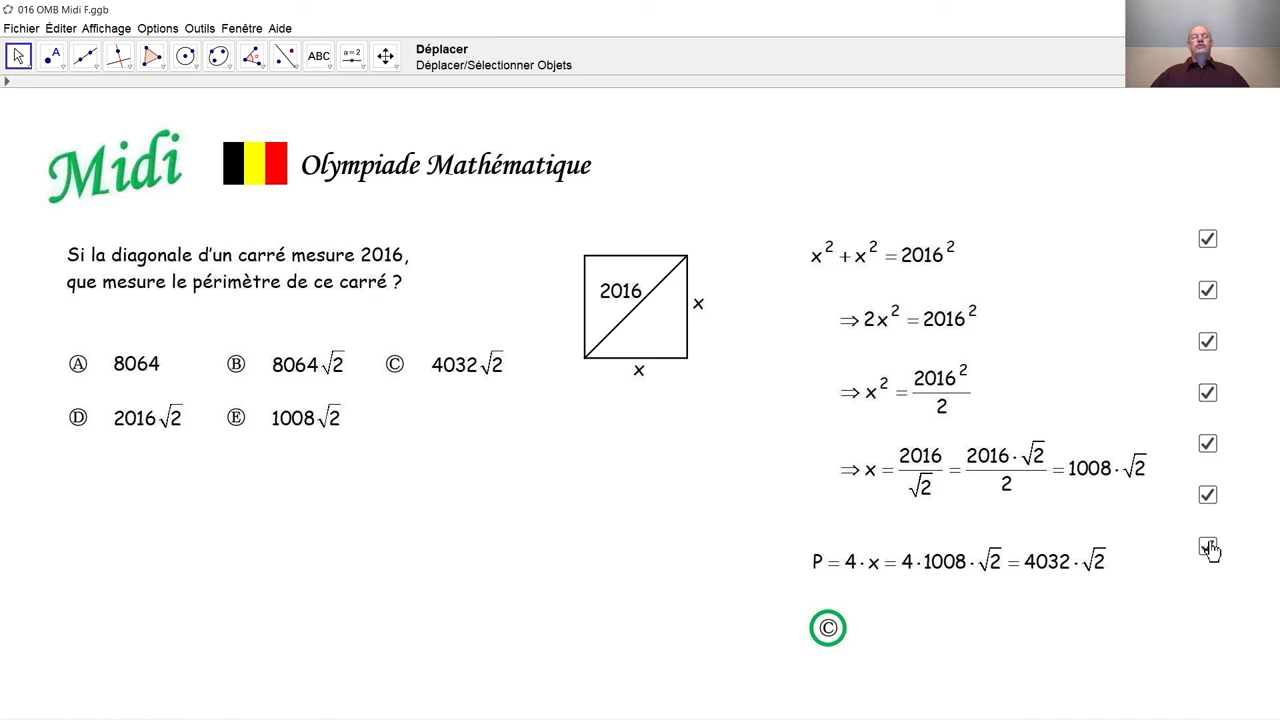 016 OMB Midi F.ggb
Fichier Éditer Affichage Options Outils Fenêtre Aide
A ABC a=2 Déplacer
Déplacer/Sélectionner Objets
Midi Olympiade Mathématique
Si la diagonale d'un carré mesure 2016,
que mesure le périmètre de ce carré ?
Ⓐ 8064 Ⓑ 8064√2 Ⓒ 4032√2
Ⓓ 2016√2 Ⓔ 1008√2
2016
x
x
x² + x² = 2016²
⇒ 2x² = 2016²
⇒ x² = 2016²/2
⇒ x = 2016/√2 = 2016·√2/2 = 1008·√2
P = 4·x = 4·1008·√2 = 4032·√2
Ⓒ